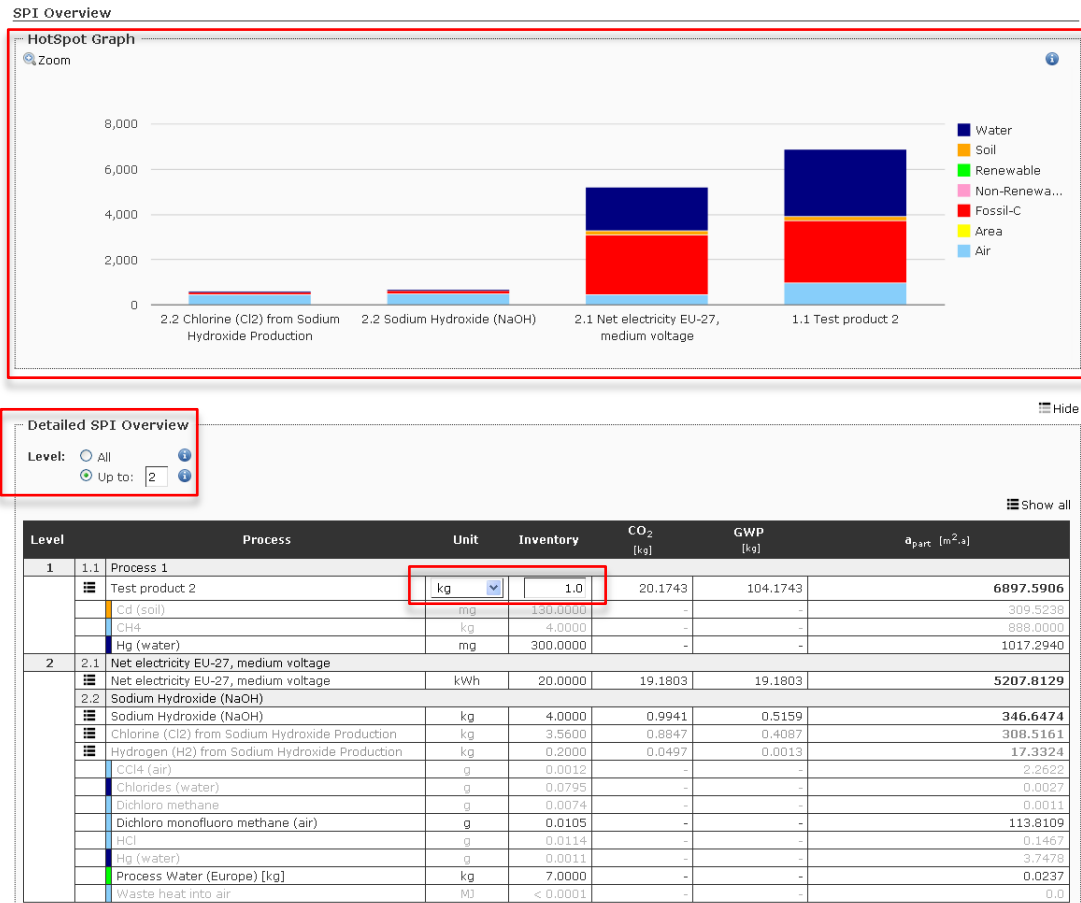 SPI Overview
HotSpot Graph
Zoom
8,000
6,000
4,000
2,000
0
Water
Soil
Renewable
Non-Renewa...
Fossil-C
Area
Air
2.2 Chlorine (Cl2) from Sodium
Hydroxide Production
2.2 Sodium Hydroxide (NaOH)
2.1 Net electricity EU-27,
medium voltage
1.1 Test product 2
Hide
Detailed SPI Overview
Level: All
Up to: 2
Show all
Level Process Unit Inventory CO2 [kg] GWP [kg] apart [m2.a]
1 1.1 Process 1
Test product 2 kg 1.0 20.1743 104.1743 6897.5906
Cd (soil) mg 130.0000 - - 309.5238
CH4 kg 4.0000 - - 888.0000
Hg (water) mg 300.0000 - - 1017.2940
2 2.1 Net electricity EU-27, medium voltage
Net electricity EU-27, medium voltage kWh 20.0000 19.1803 19.1803 5207.8129
2.2 Sodium Hydroxide (NaOH)
Sodium Hydroxide (NaOH) kg 4.0000 0.9941 0.5159 346.6474
Chlorine (Cl2) from Sodium Hydroxide Production kg 3.5600 0.8847 0.4087 308.5161
Hydrogen (H2) from Sodium Hydroxide Production kg 0.2000 0.0497 0.0013 17.3324
CCl4 (air) g 0.0012 - - 2.2622
Chlorides (water) g 0.0795 - - 0.0027
Dichloro methane g 0.0074 - - 0.0011
Dichloro monofluoro methane (air) g 0.0105 - - 113.8109
HCl g 0.0114 - - 0.1467
Hg (water) g 0.0011 - - 3.7478
Process Water (Europe) [kg] kg 7.0000 - - 0.0237
Waste heat into air MJ < 0.0001 - - 0.0